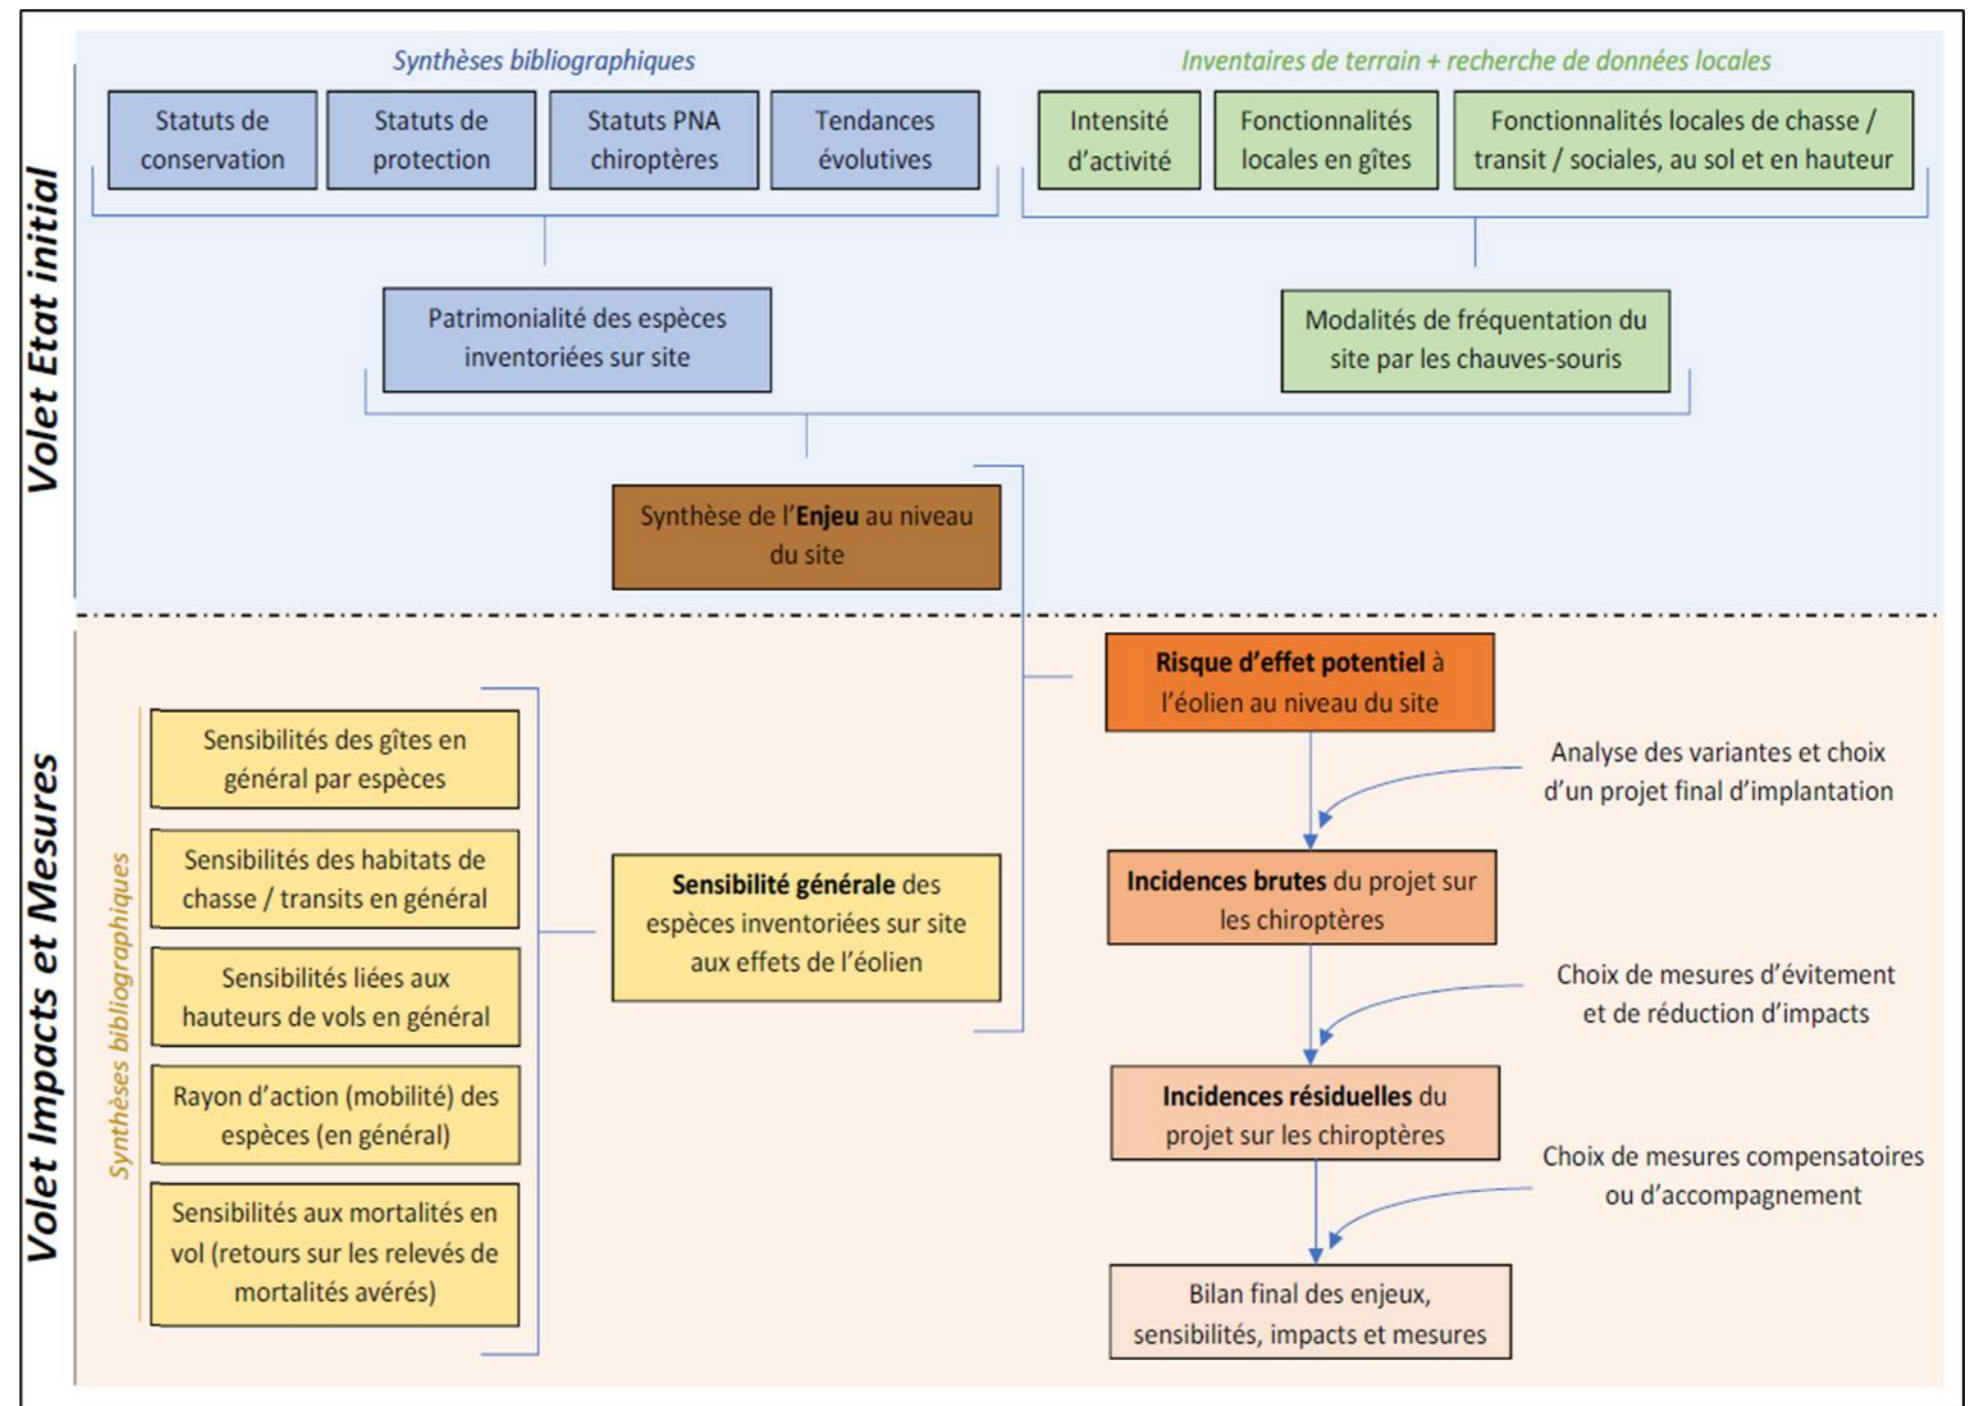 Volet Etat initial
Synthèses bibliographiques
Statuts de
conservation
Statuts de
protection
Statuts PNA
chiroptères
Tendances
évolutives
Inventaires de terrain + recherche de données locales
Intensité
d’activité
Fonctionnalités
locales en gîtes
Fonctionnalités locales de chasse /
transit / sociales, au sol et en hauteur
Patrimonialité des espèces
inventoriées sur site
Modalités de fréquentation du
site par les chauves-souris
Synthèse de l’Enjeu au niveau
du site
Volet Impacts et Mesures
Synthèses bibliographiques
Sensibilités des gîtes en
général par espèces
Sensibilités des habitats de
chasse / transits en général
Sensibilités liées aux
hauteurs de vols en général
Rayon d’action (mobilité) des
espèces (en général)
Sensibilités aux mortalités en
vol (retours sur les relevés de
mortalités avérés)
Sensibilité générale des
espèces inventoriées sur site
aux effets de l’éolien
Risque d’effet potentiel à
l’éolien au niveau du site
Analyse des variantes et choix
d’un projet final d’implantation
Incidences brutes du projet sur
les chiroptères
Choix de mesures d’évitement
et de réduction d’impacts
Incidences résiduelles du
projet sur les chiroptères
Choix de mesures compensatoires
ou d’accompagnement
Bilan final des enjeux,
sensibilités, impacts et mesures